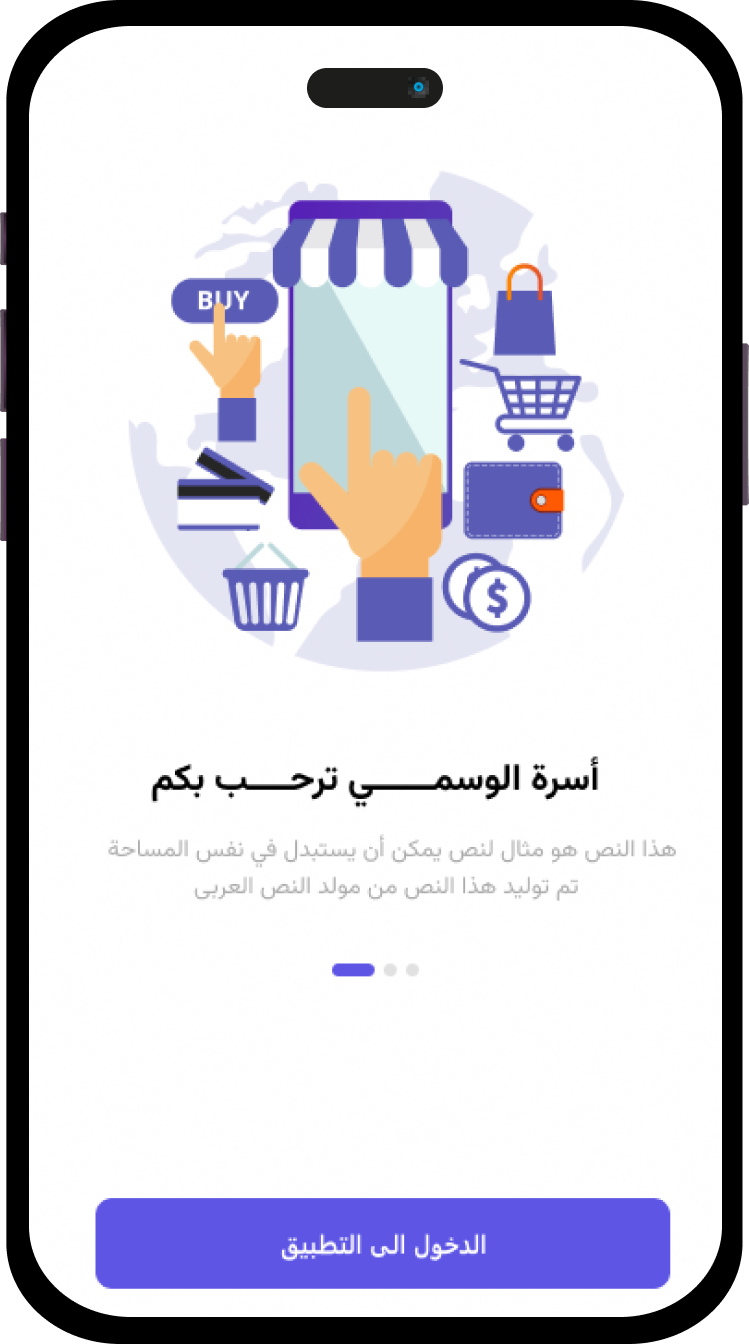 BUY
$
أسرة الوسمـــــي ترحـــب بكم
هذا النص هو مثال لنص يمكن أن يستبدل في نفس المساحة
تم توليد هذا النص من مولد النص العربى
الدخول الى التطبيق